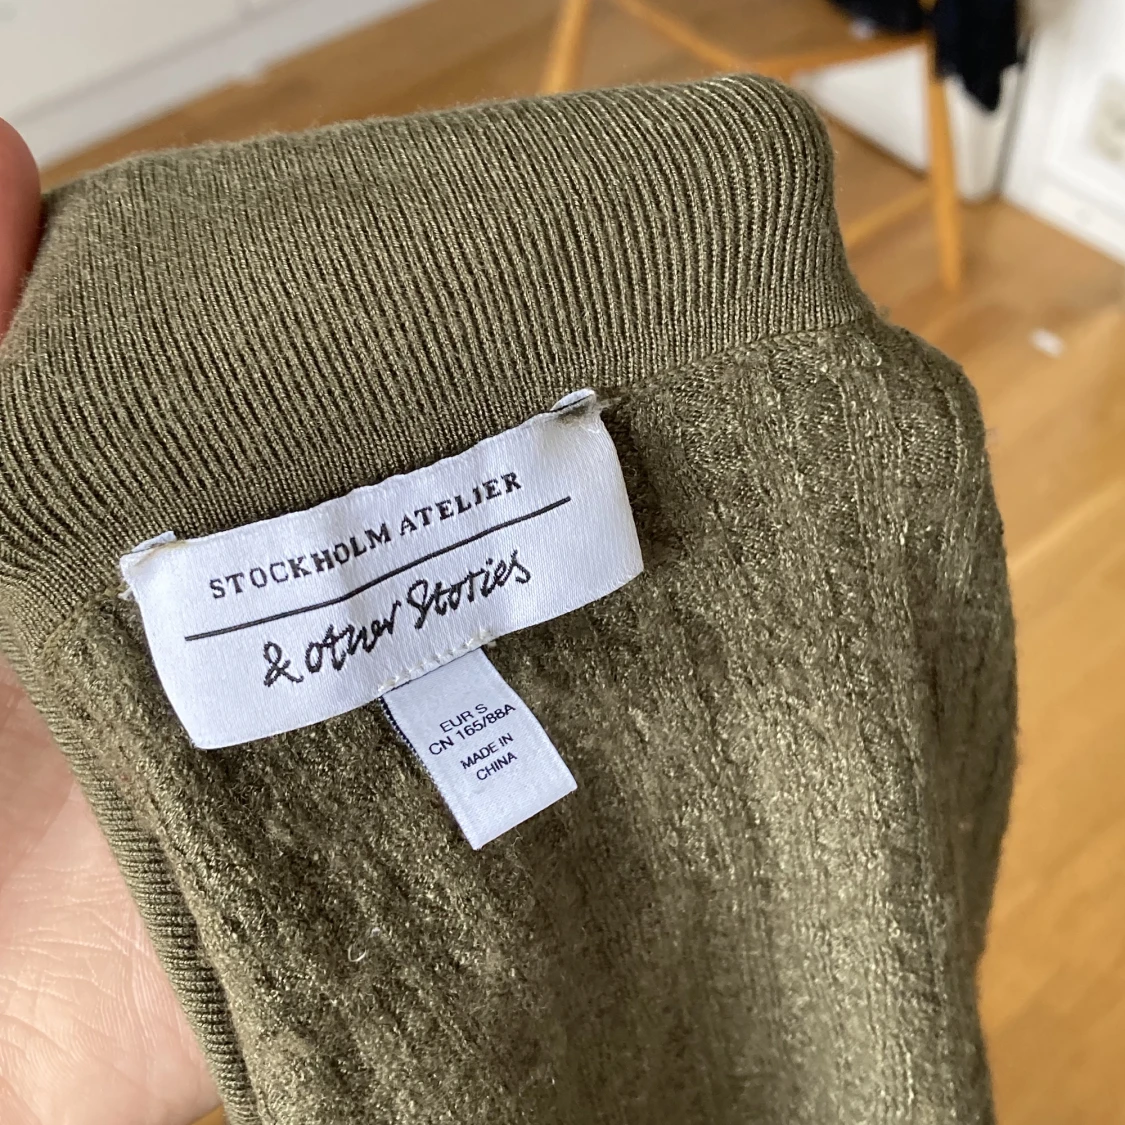 STOCKHOLM ATELIER
& other Stories
EUR S
CN 165/88A
MADE IN
CHINA